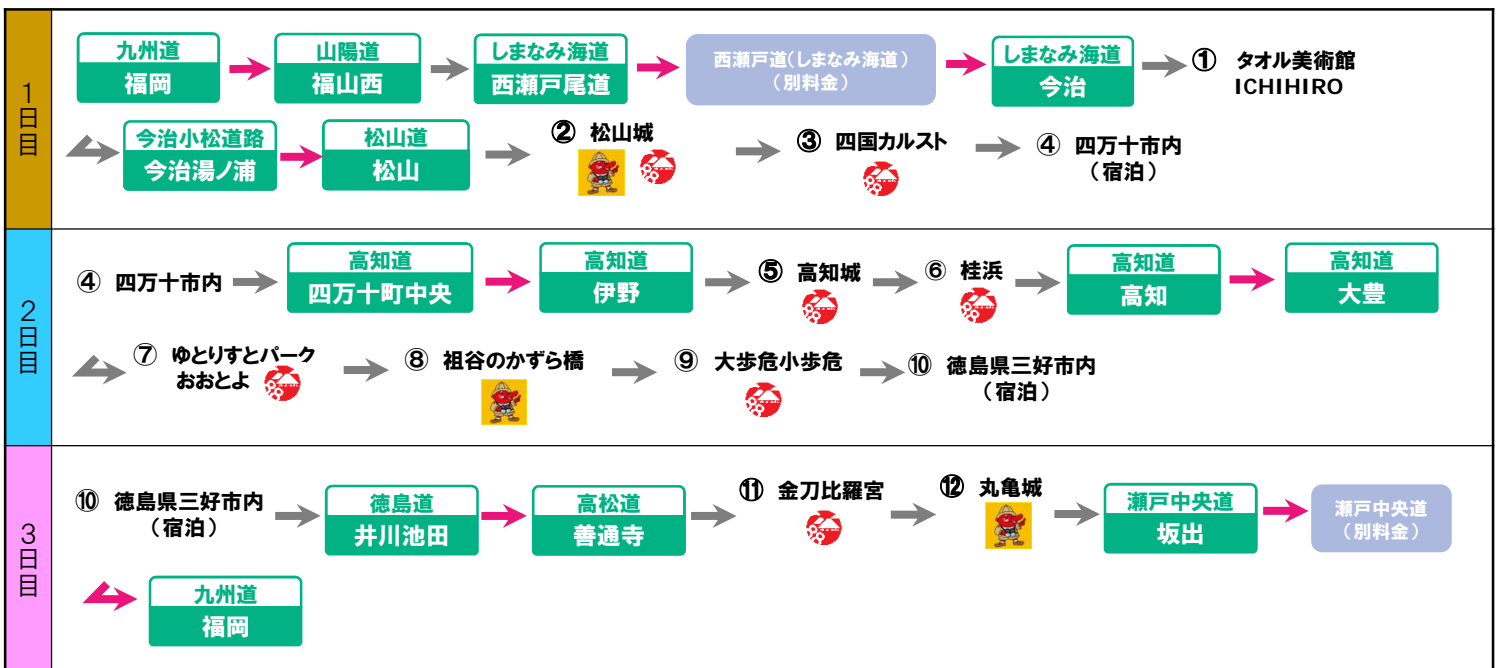 1日目
九州道
福岡
山陽道
福山西
しまなみ海道
西瀬戸尾道
西瀬戸道(しまなみ海道)
(別料金)
しまなみ海道
今治
① タオル美術館
ICHIHIRO
今治小松道路
今治湯ノ浦
松山道
松山
② 松山城
③ 四国カルスト
④ 四万十市内
(宿泊)
2日目
④ 四万十市内
高知道
四万十町中央
高知道
伊野
⑤ 高知城
⑥ 桂浜
高知道
高知
高知道
大豊
⑦ ゆとりすとパーク
おおとよ
⑧ 祖谷のかずら橋
⑨ 大歩危小歩危
⑩ 徳島県三好市内
(宿泊)
3日目
⑩ 徳島県三好市内
(宿泊)
徳島道
井川池田
高松道
善通寺
⑪ 金刀比羅宮
⑫ 丸亀城
瀬戸中央道
坂出
瀬戸中央道
(別料金)
九州道
福岡